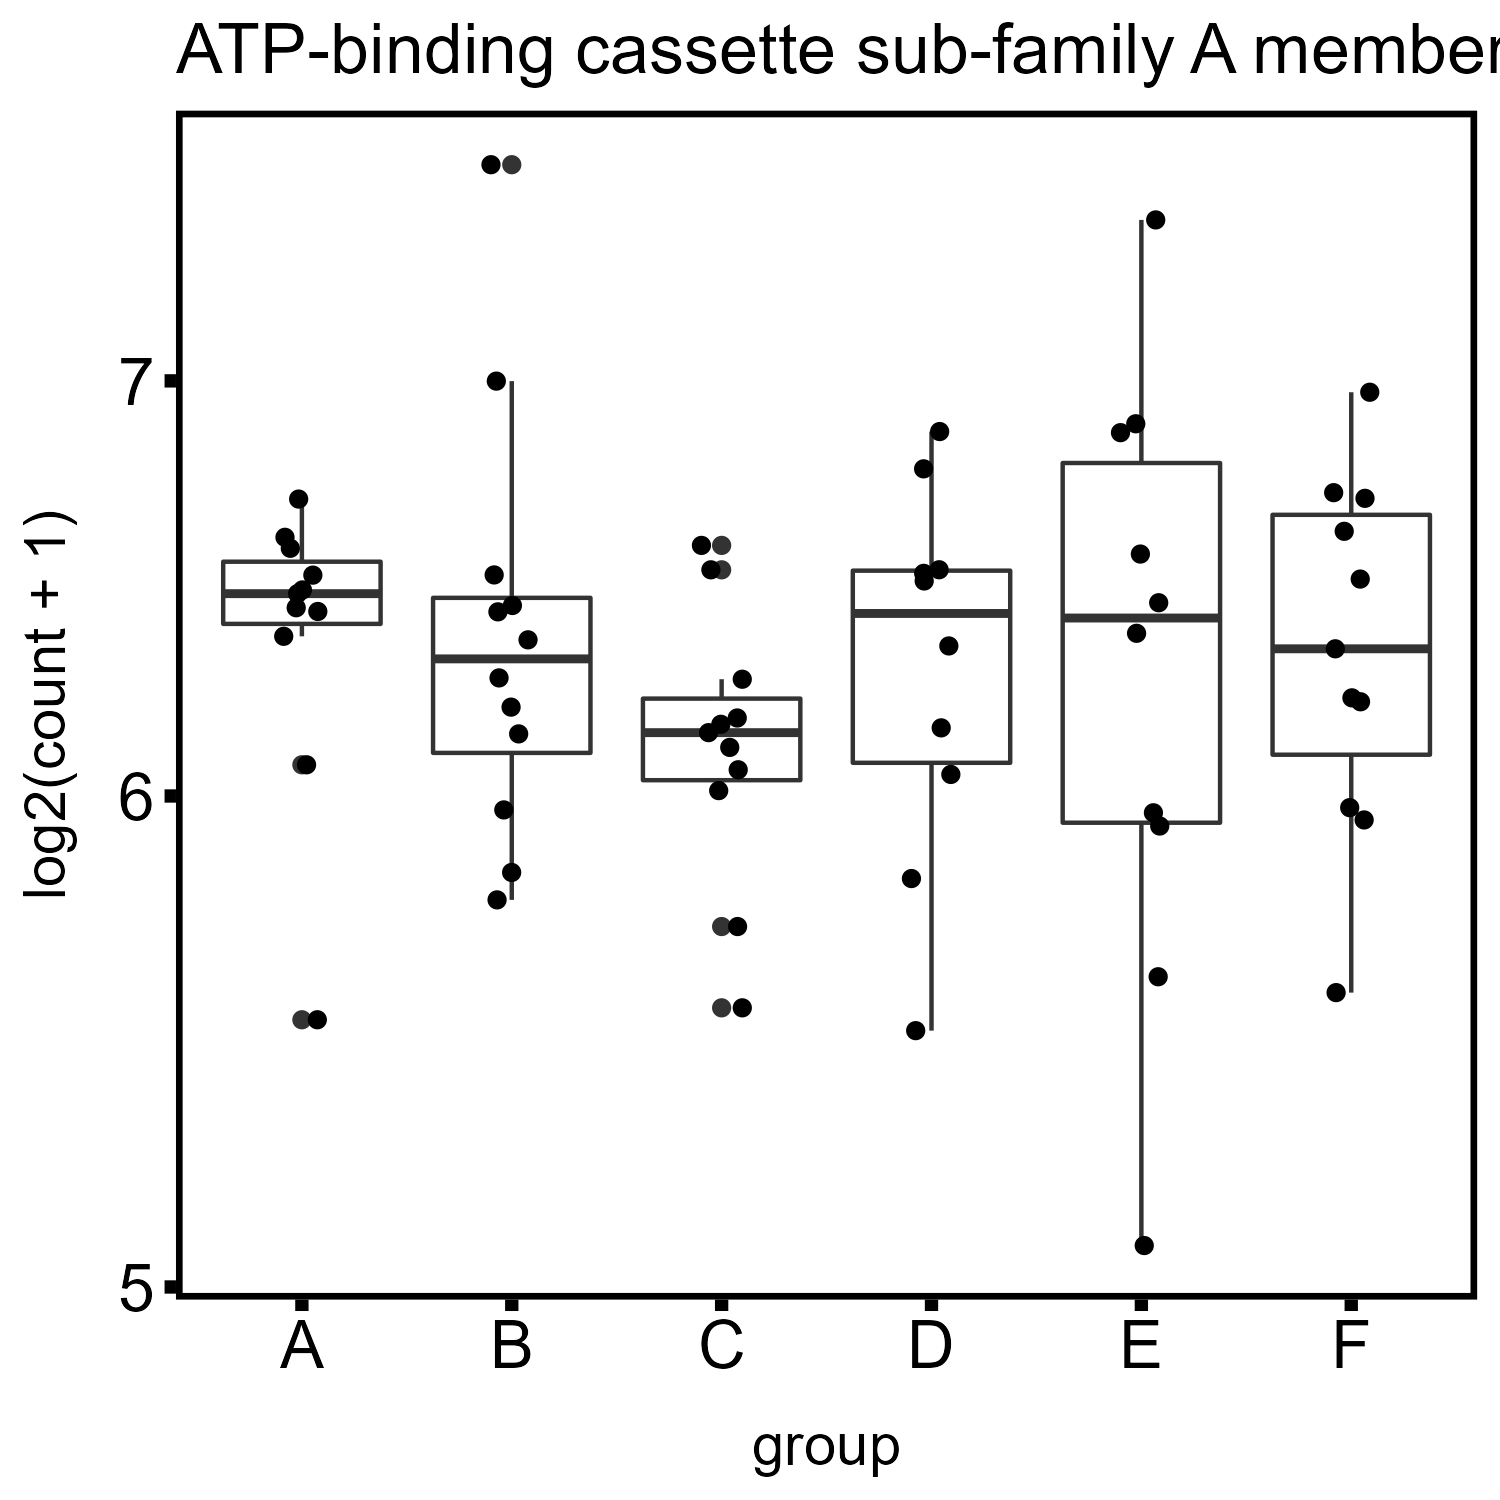 ATP-binding cassette sub-family A member
log2(count + 1)
7
6
5
A B C D E F
group